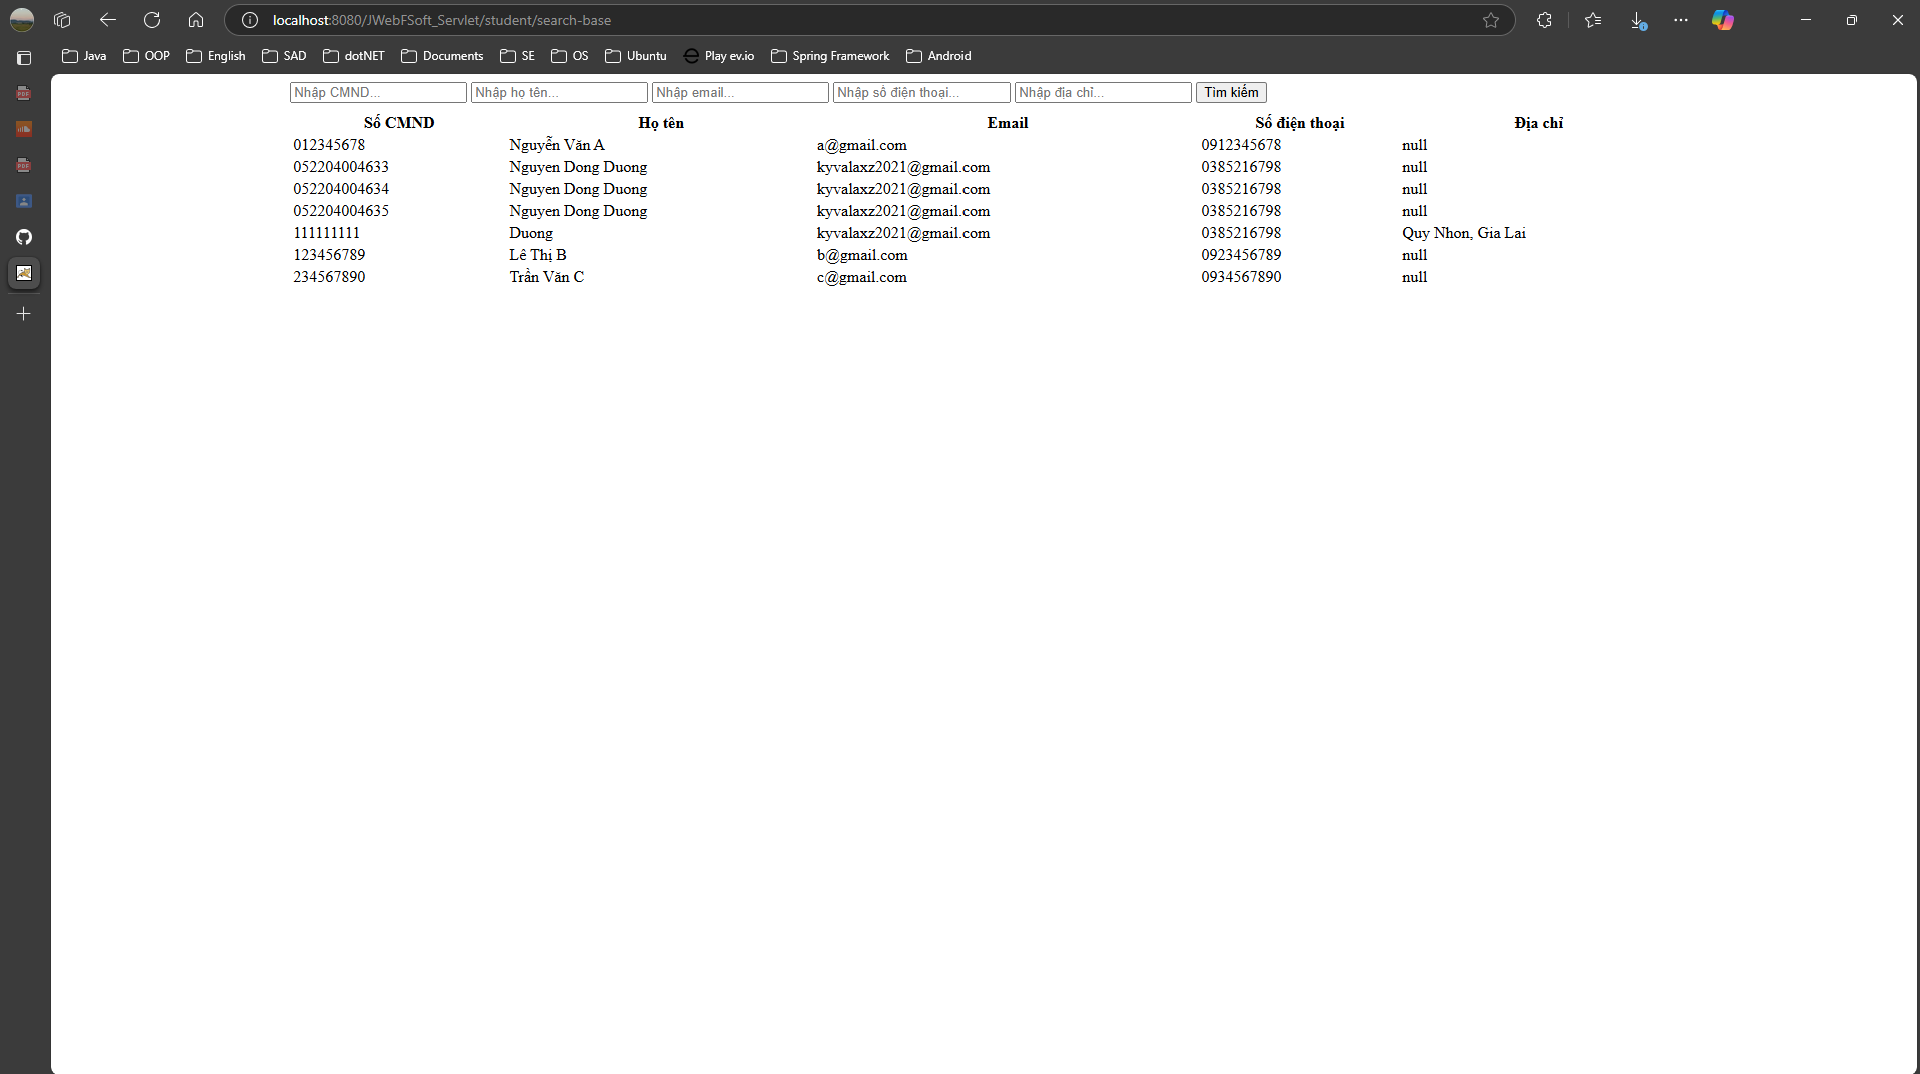 localhost:8080/JWebFSoft_Servlet/student/search-base
Java OOP English SAD dotNET Documents SE OS Ubuntu Play ev.io Spring Framework Android
Nhập CMND... Nhập họ tên... Nhập email... Nhập số điện thoại... Nhập địa chỉ... Tìm kiếm
Số CMND Họ tên Email Số điện thoại Địa chỉ
012345678 Nguyễn Văn A a@gmail.com 0912345678 null
052204004633 Nguyen Dong Duong kyvalaxz2021@gmail.com 0385216798 null
052204004634 Nguyen Dong Duong kyvalaxz2021@gmail.com 0385216798 null
052204004635 Nguyen Dong Duong kyvalaxz2021@gmail.com 0385216798 null
111111111 Duong kyvalaxz2021@gmail.com 0385216798 Quy Nhon, Gia Lai
123456789 Lê Thị B b@gmail.com 0923456789 null
234567890 Trần Văn C c@gmail.com 0934567890 null